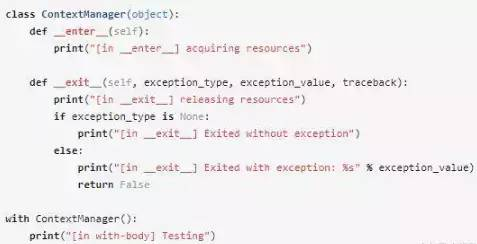 class ContextManager(object):
    def __enter__(self):
        print("[in __enter__] acquiring resources")

    def __exit__(self, exception_type, exception_value, traceback):
        print("[in __exit__] releasing resources")
        if exception_type is None:
            print("[in __exit__] Exited without exception")
        else:
            print("[in __exit__] Exited with exception: %s" % exception_value)
            return False

with ContextManager():
    print("[in with-body] Testing")